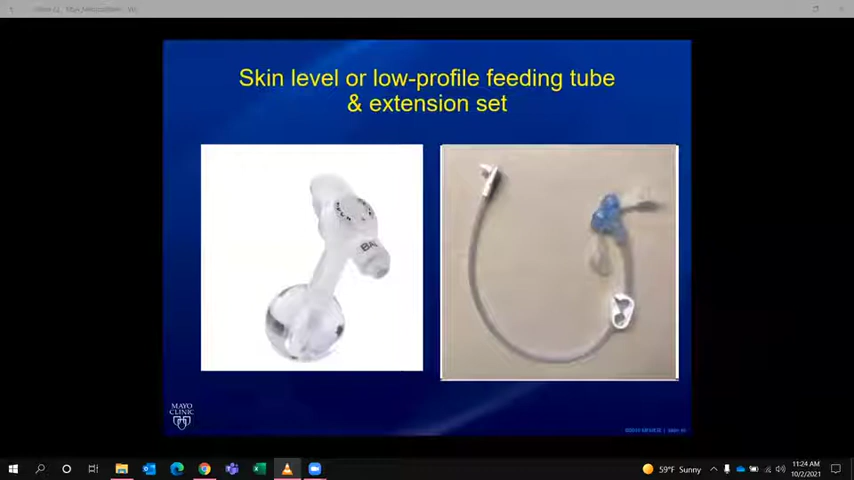 Skin level or low-profile feeding tube
& extension set
BAL
MAYO
CLINIC
59°F Sunny
11:24 AM
10/2/2021